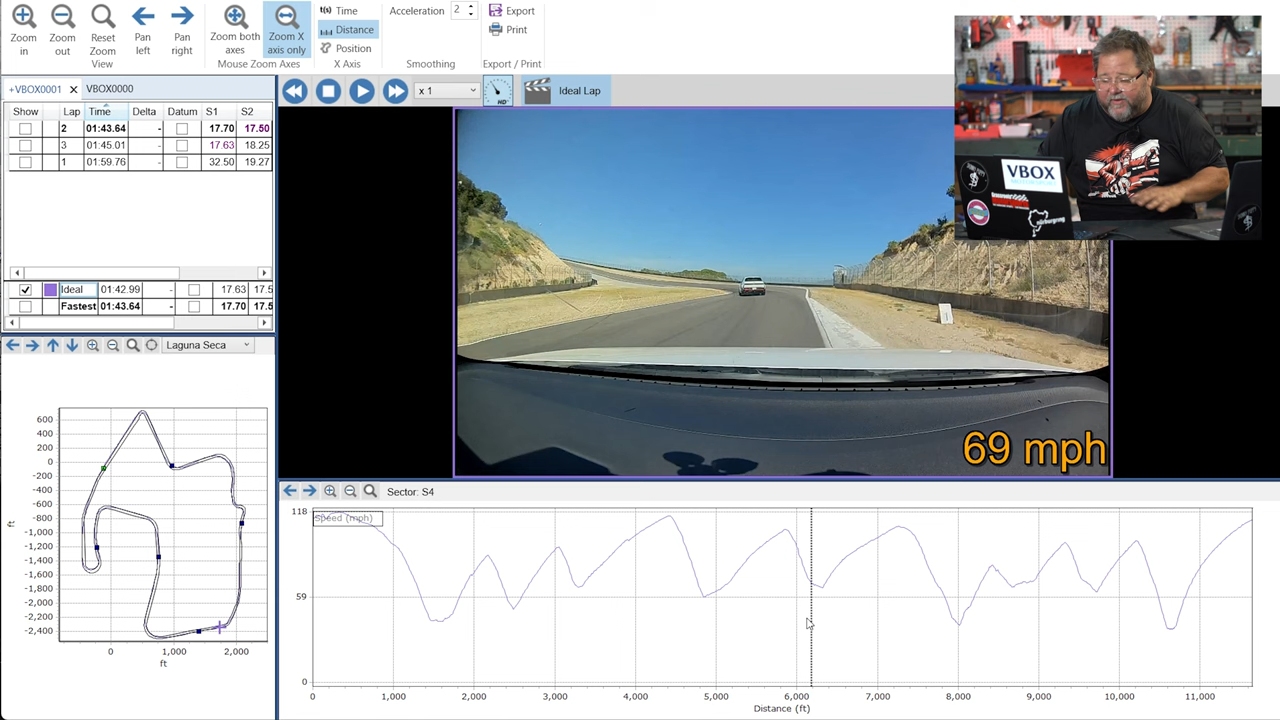 Zoom in
Zoom out
Reset Zoom
Pan left
Pan right
View
Zoom both axes
Zoom X axis only
Mouse Zoom Axes
t(s) Time
Distance
Position
X Axis
Acceleration 2
Smoothing
Export
Print
Export / Print
+VBOX0001 VBOX0000
Show Lap Time Delta Datum S1 S2
2 01:43.64 - 17.70 17.50
3 01:45.01 - 17.63 18.25
1 01:59.76 - 32.50 19.27
Ideal 01:42.99 - 17.63 17.5
Fastest 01:43.64 - 17.70 17.5
x 1
HD
Ideal Lap
VBOX
69 mph
Laguna Seca
600
400
200
0
-200
-400
-600
-800
-1,000
-1,200
-1,400
-1,600
-1,800
-2,000
-2,200
-2,400
ft
0 1,000 2,000
ft
Sector: S4
Speed (mph)
118
59
0
0 1,000 2,000 3,000 4,000 5,000 6,000 7,000 8,000 9,000 10,000 11,000
Distance (ft)